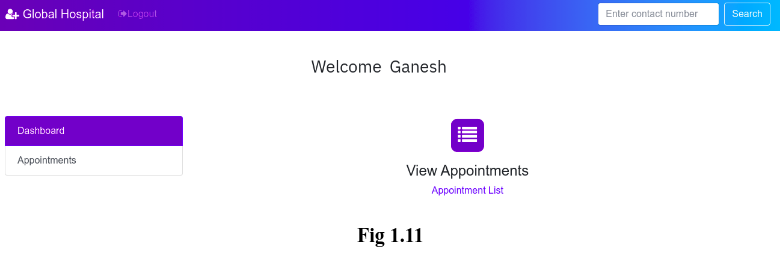 Global Hospital Logout Enter contact number Search
Welcome Ganesh
Dashboard
Appointments
View Appointments
Appointment List
Fig 1.11